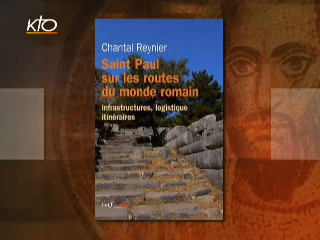 KTO
Chantal Reynier
Saint Paul
sur les routes
du monde romain
Infrastructures, logistique
itinéraires
cerf